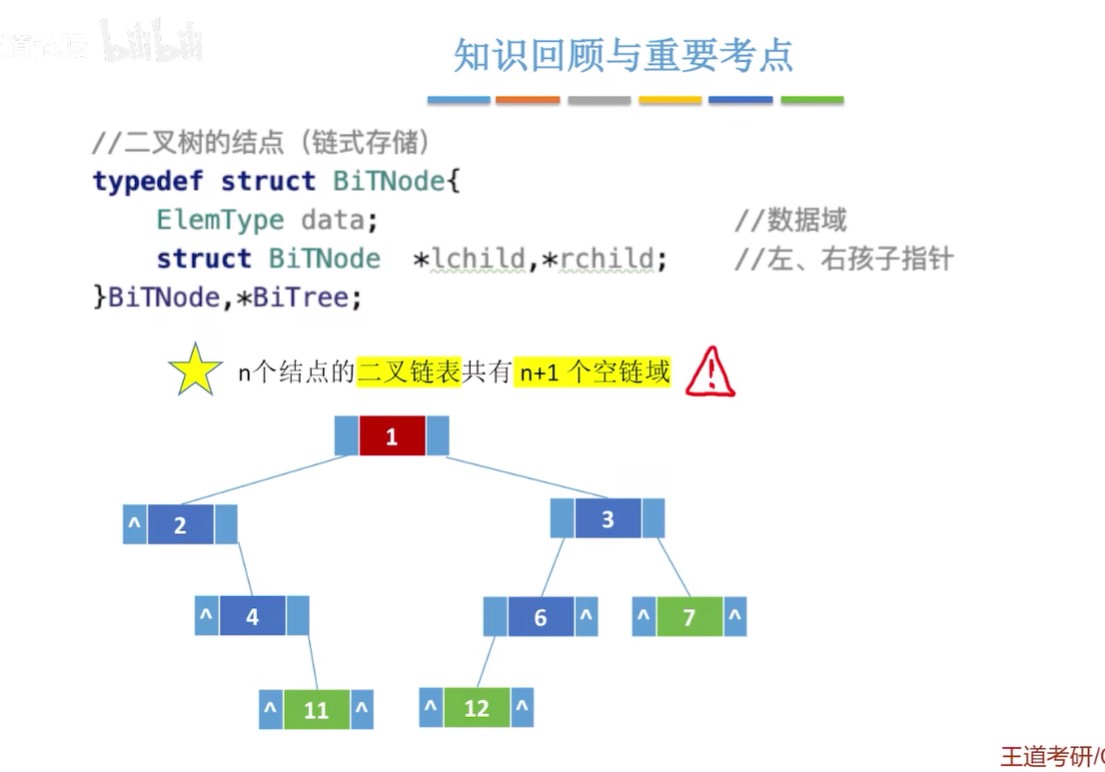 bilibili
知识回顾与重要考点
//二叉树的结点（链式存储）
typedef struct BiTNode{
ElemType data; //数据域
struct BiTNode *lchild,*rchild; //左、右孩子指针
}BiTNode,*BiTree;
n个结点的二叉链表共有 n+1 个空链域
1
^ 2
3
^ 4
6 ^
^ 7 ^
^ 11 ^
^ 12 ^
王道考研/